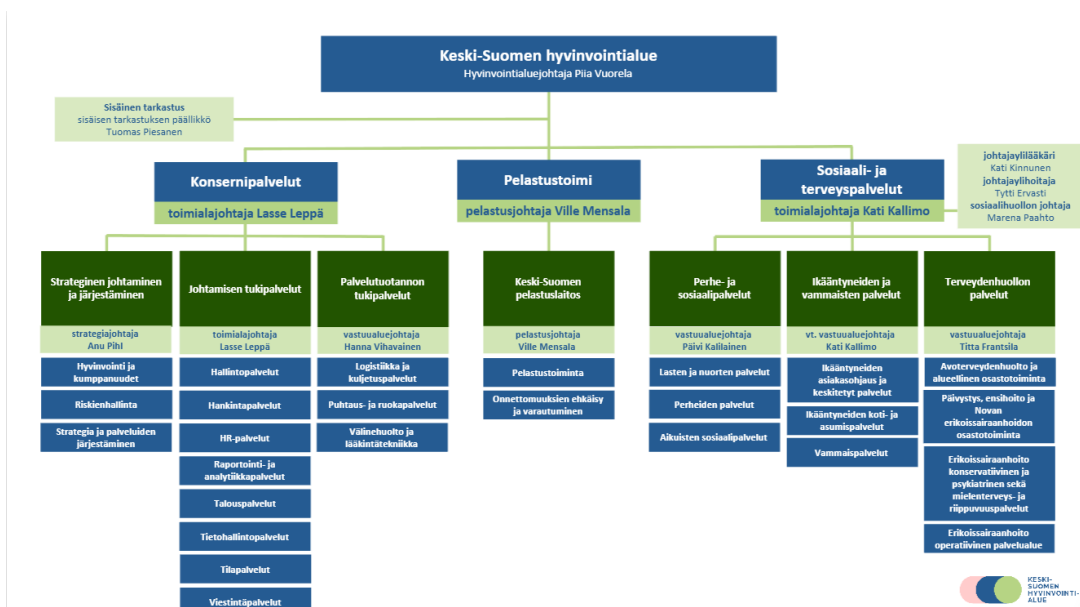 Keski-Suomen hyvinvointialue
Hyvinvointialuejohtaja Piia Vuorela
Sisäinen tarkastus
sisäisen tarkastuksen päällikkö
Tuomas Piesanen
Konsernipalvelut
toimialajohtaja Lasse Leppä
Pelastustoimi
pelastusjohtaja Ville Mensala
Sosiaali- ja
terveyspalvelut
toimialajohtaja Kati Kallimo
johtajaylilääkäri
Kati Kinnunen
johtajaylihoitaja
Tytti Ervasti
sosiaalihuollon johtaja
Marena Paahto
Strateginen johtaminen
ja järjestäminen
strategiajohtaja
Anu Pihl
Hyvinvointi ja
kumppanuudet
Riskienhallinta
Strategia ja palveluiden
järjestäminen
Johtamisen tukipalvelut
toimialajohtaja
Lasse Leppä
Hallintopalvelut
Hankintapalvelut
HR-palvelut
Raportointi- ja
analytiikkapalvelut
Talouspalvelut
Tietohallintopalvelut
Tilapalvelut
Viestintäpalvelut
Palvelutuotannon
tukipalvelut
vastuualuejohtaja
Hanna Vihavainen
Logistiikka ja
kuljetuspalvelut
Puhtaus- ja ruokapalvelut
Välinehuolto ja
lääkintätekniikka
Keski-Suomen
pelastuslaitos
pelastusjohtaja
Ville Mensala
Pelastustoiminta
Onnettomuuksien ehkäisy
ja varautuminen
Perhe- ja
sosiaalipalvelut
vastuualuejohtaja
Päivi Kalilainen
Lasten ja nuorten palvelut
Perheiden palvelut
Aikuisten sosiaalipalvelut
Ikääntyneiden ja
vammaisten palvelut
vt. vastuualuejohtaja
Kati Kallimo
Ikääntyneiden
asiakasohjaus ja
keskitetyt palvelut
Ikääntyneiden koti- ja
asumispalvelut
Vammaispalvelut
Terveydenhuollon
palvelut
vastuualuejohtaja
Titta Frantsila
Avoterveydenhuolto ja
alueellinen osastotoiminta
Päivystys, ensihoito ja
Novan
erikoissairaanhoidon
osastotoiminta
Erikoissairaanhoito
konservatiivinen ja
psykiatrinen sekä
mielenterveys- ja
riippuvuuspalvelut
Erikoissairaanhoito
operatiivinen palvelualue
KESKI-
SUOMEN
HYVINVOINTI-
ALUE